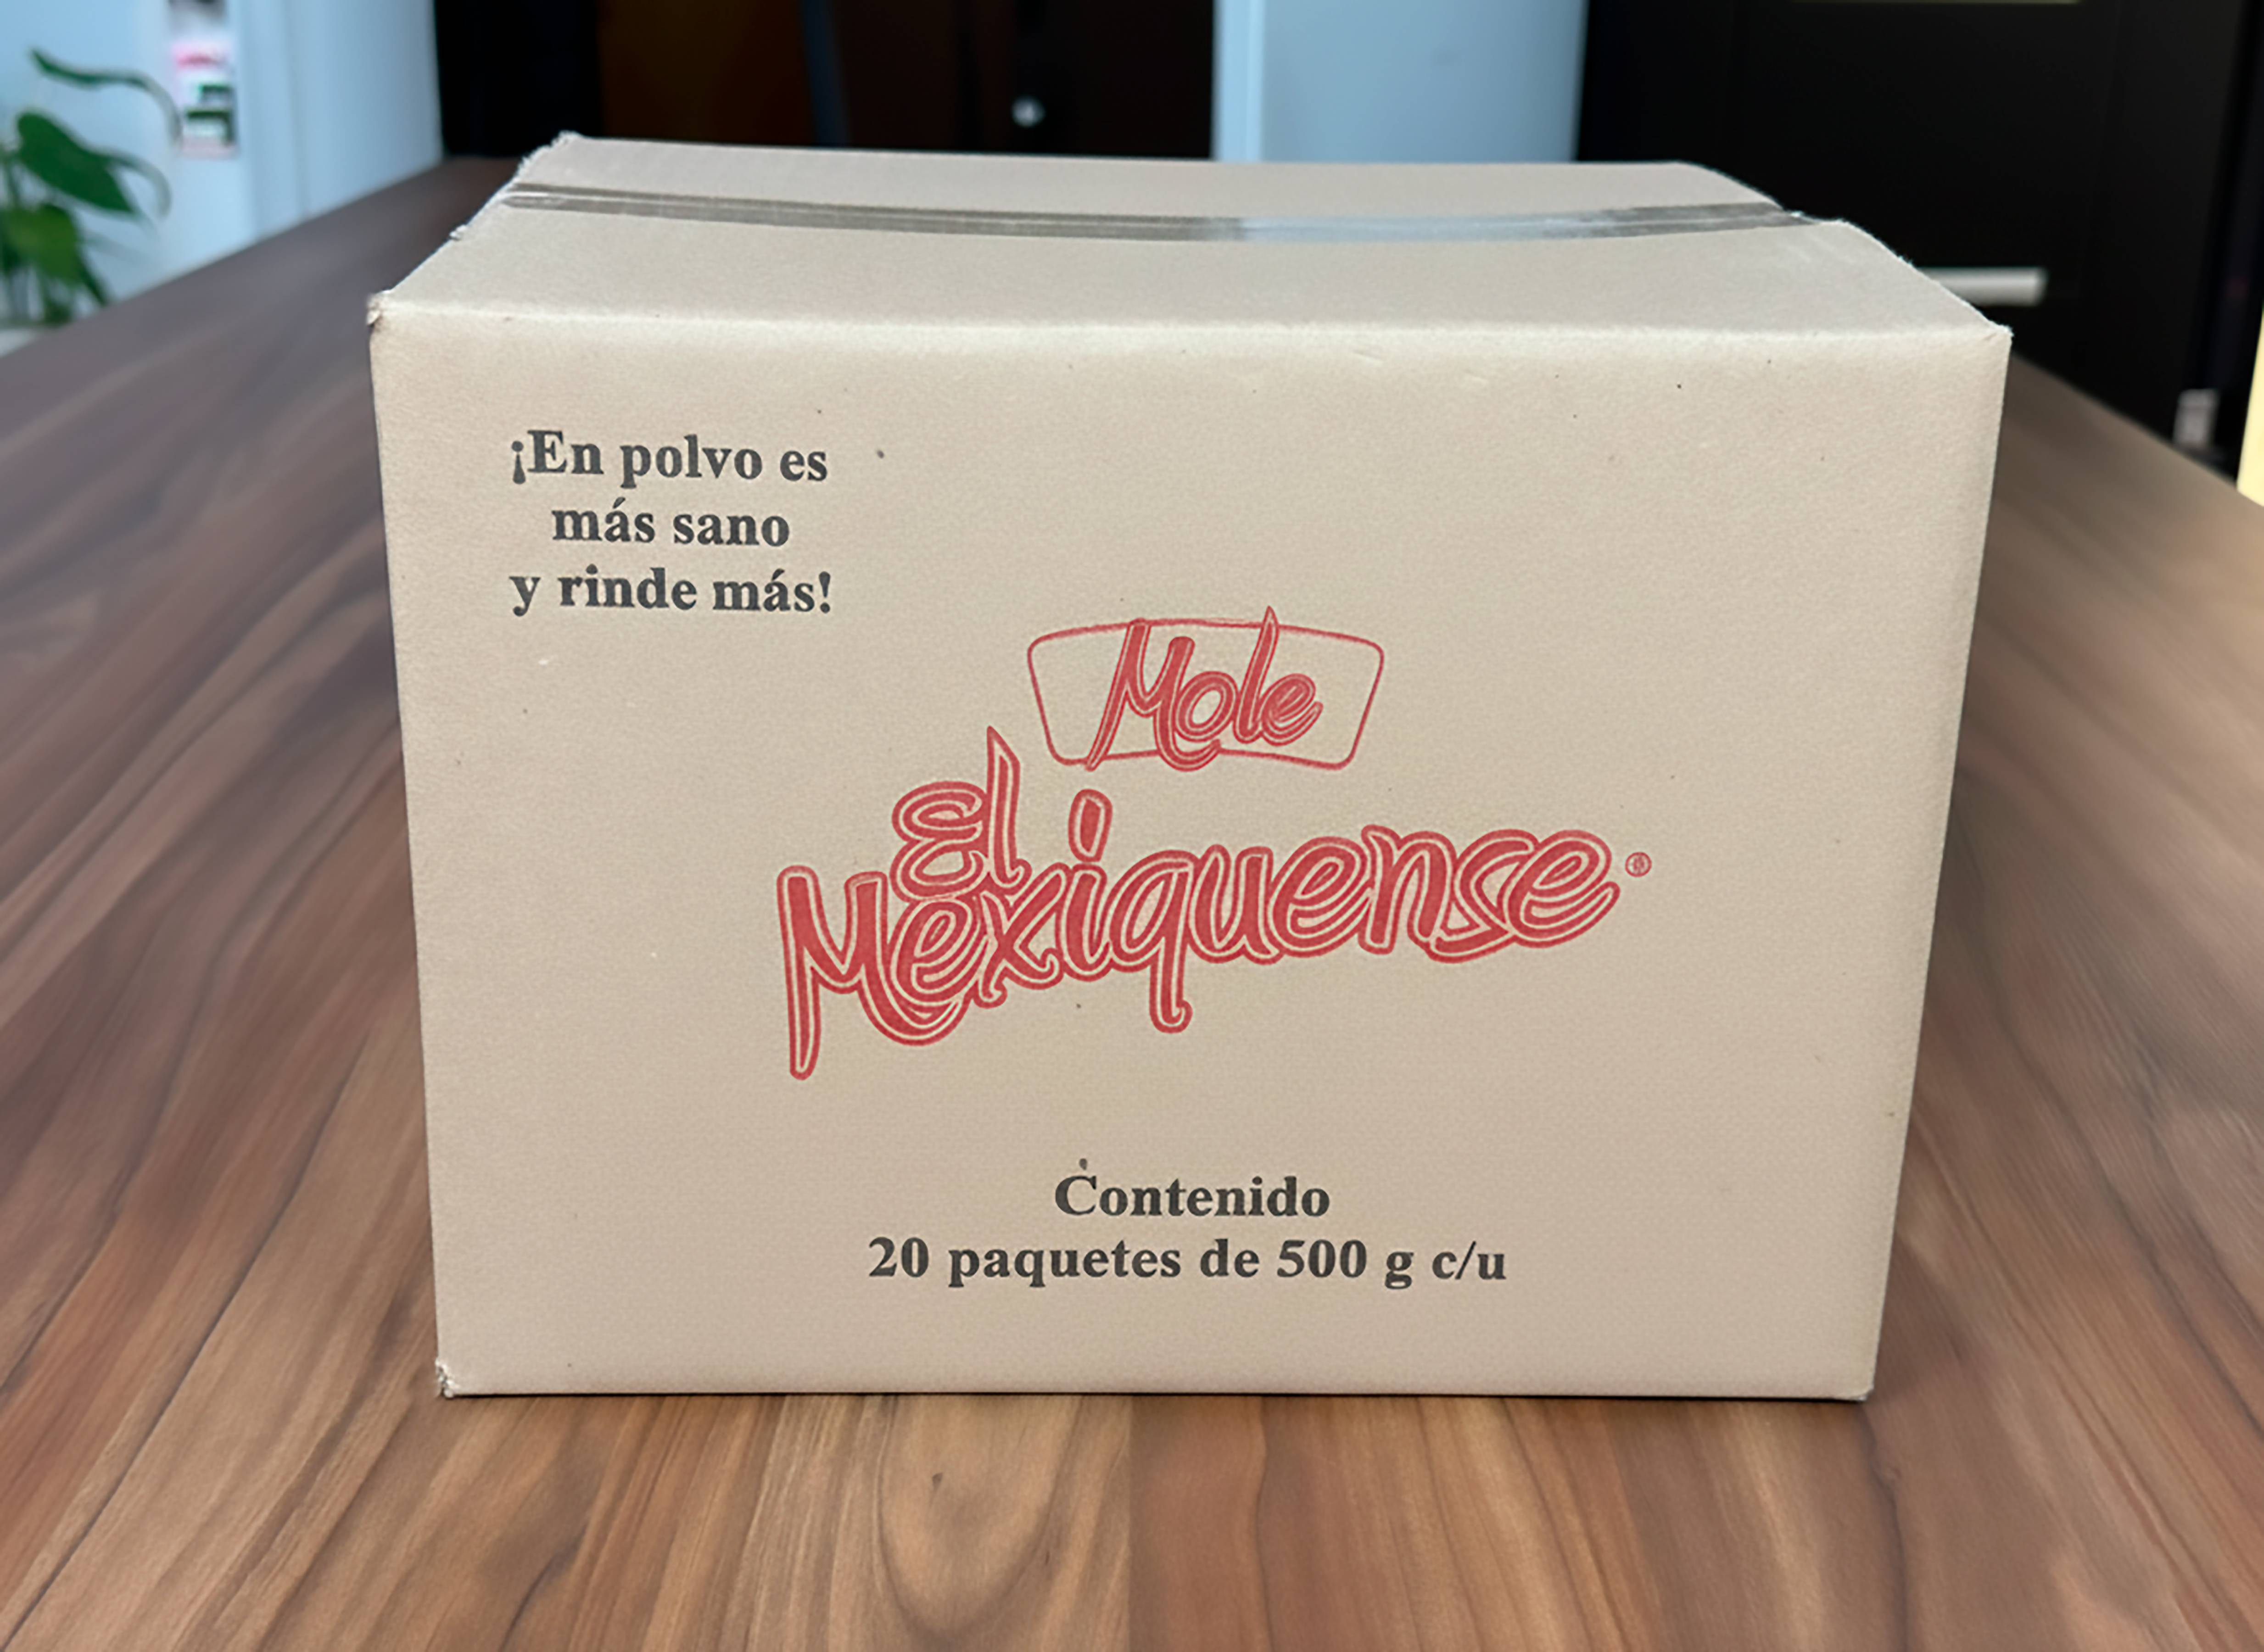 ¡En polvo es
más sano
y rinde más!
Mole
El
Mexiquense®
Contenido
20 paquetes de 500 g c/u